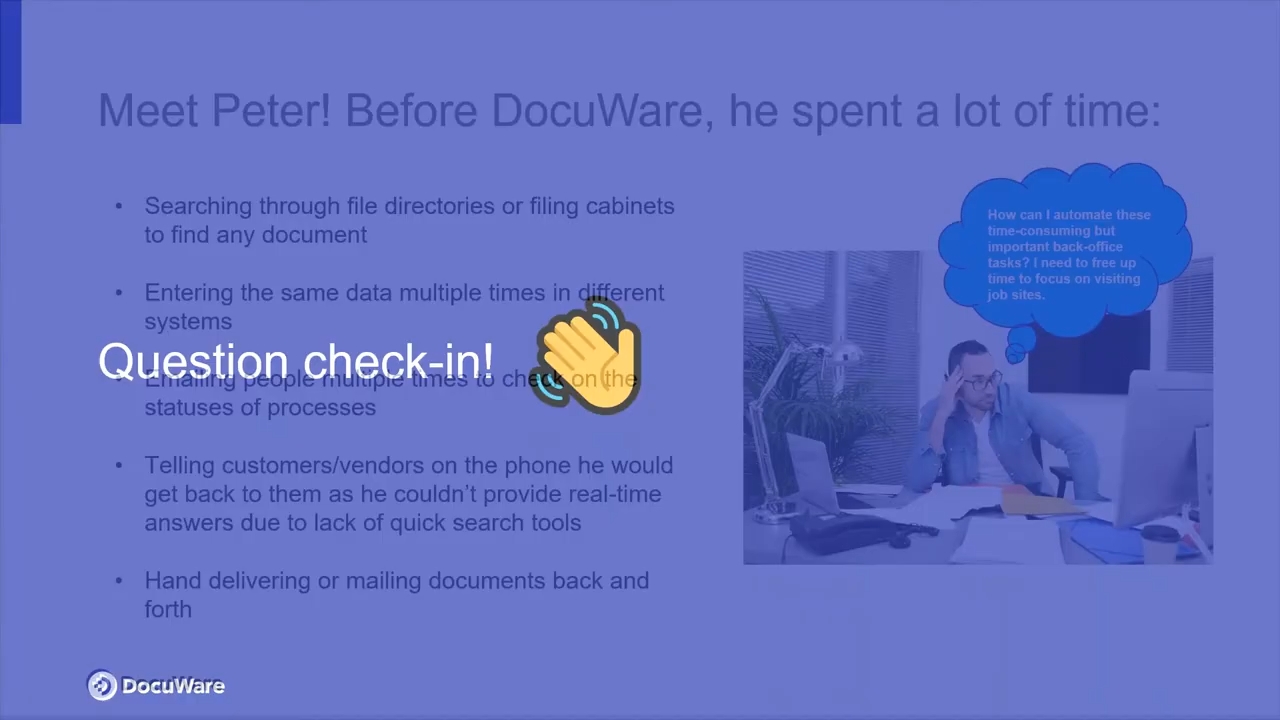 Meet Peter! Before DocuWare, he spent a lot of time:
• Searching through file directories or filing cabinets
to find any document
• Entering the same data multiple times in different
systems
Question check-in!
• Emailing people multiple times to check on the
statuses of processes
• Telling customers/vendors on the phone he would
get back to them as he couldn't provide real-time
answers due to lack of quick search tools
• Hand delivering or mailing documents back and
forth
How can I automate these
time-consuming but
important back-office
tasks? I need to free up
time to focus on visiting
job sites.
DocuWare